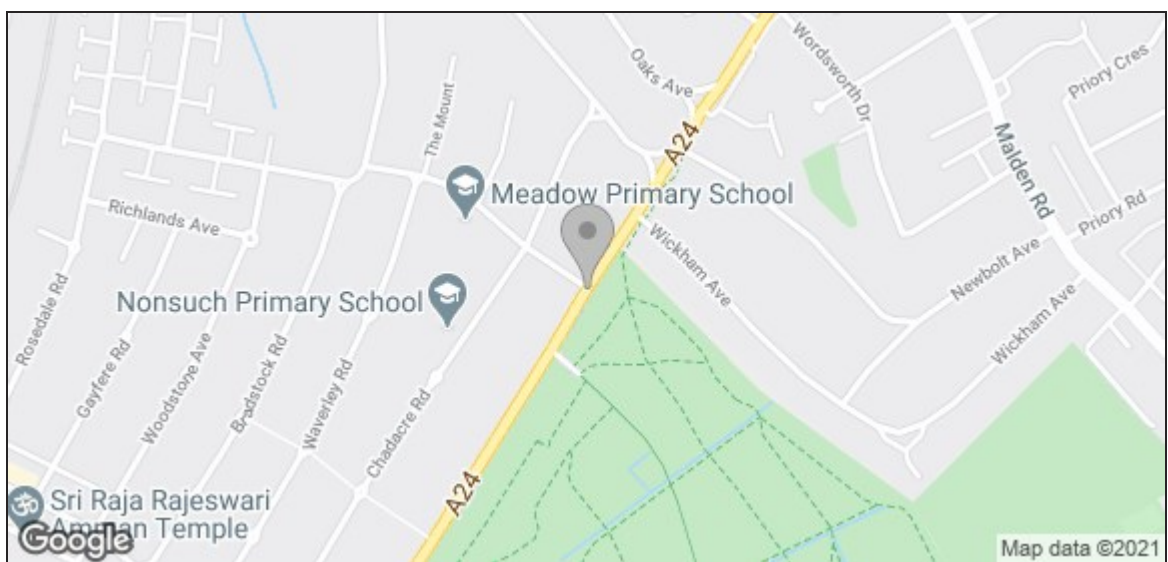 Wordsworth Dr
Oaks Ave
Priory Cres
The Mount
A24
Malden Rd
Meadow Primary School
Richlands Ave
Priory Rd
Wickham Ave
Newbolt Ave
Nonsuch Primary School
Rosedale Rd
Gayfere Rd
Woodstone Ave
Bradstock Rd
Waverley Rd
Chadacre Rd
Wickham Ave
A24
Sri Raja Rajeswari
Amman Temple
Google
Map data ©2021